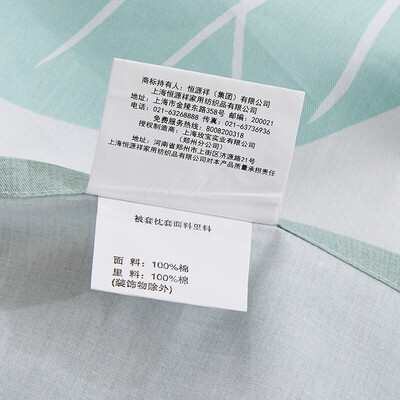 商标持有人：恒源祥（集团）有限公司
上海恒源祥家用纺织品有限公司
地址：上海市金陵东路358号 邮编：200021
电话：021-63268888 传真：021-63736936
免费服务热线：8008200318
授权制造商：上海玫宝实业有限公司
（郑州分公司）
地址：河南省郑州市上街区济源路21号
上海恒源祥家用纺织品有限公司对本产品质量承担责任
被套枕套面料里料
面 料：100%棉
里 料：100%棉
(装饰物除外)